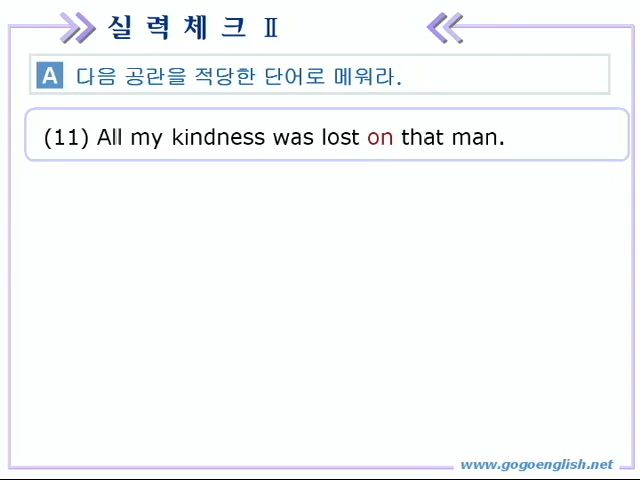 실 력 체 크 Ⅱ
A 다음 공란을 적당한 단어로 메워라.
(11) All my kindness was lost on that man.
www.gogoenglish.net